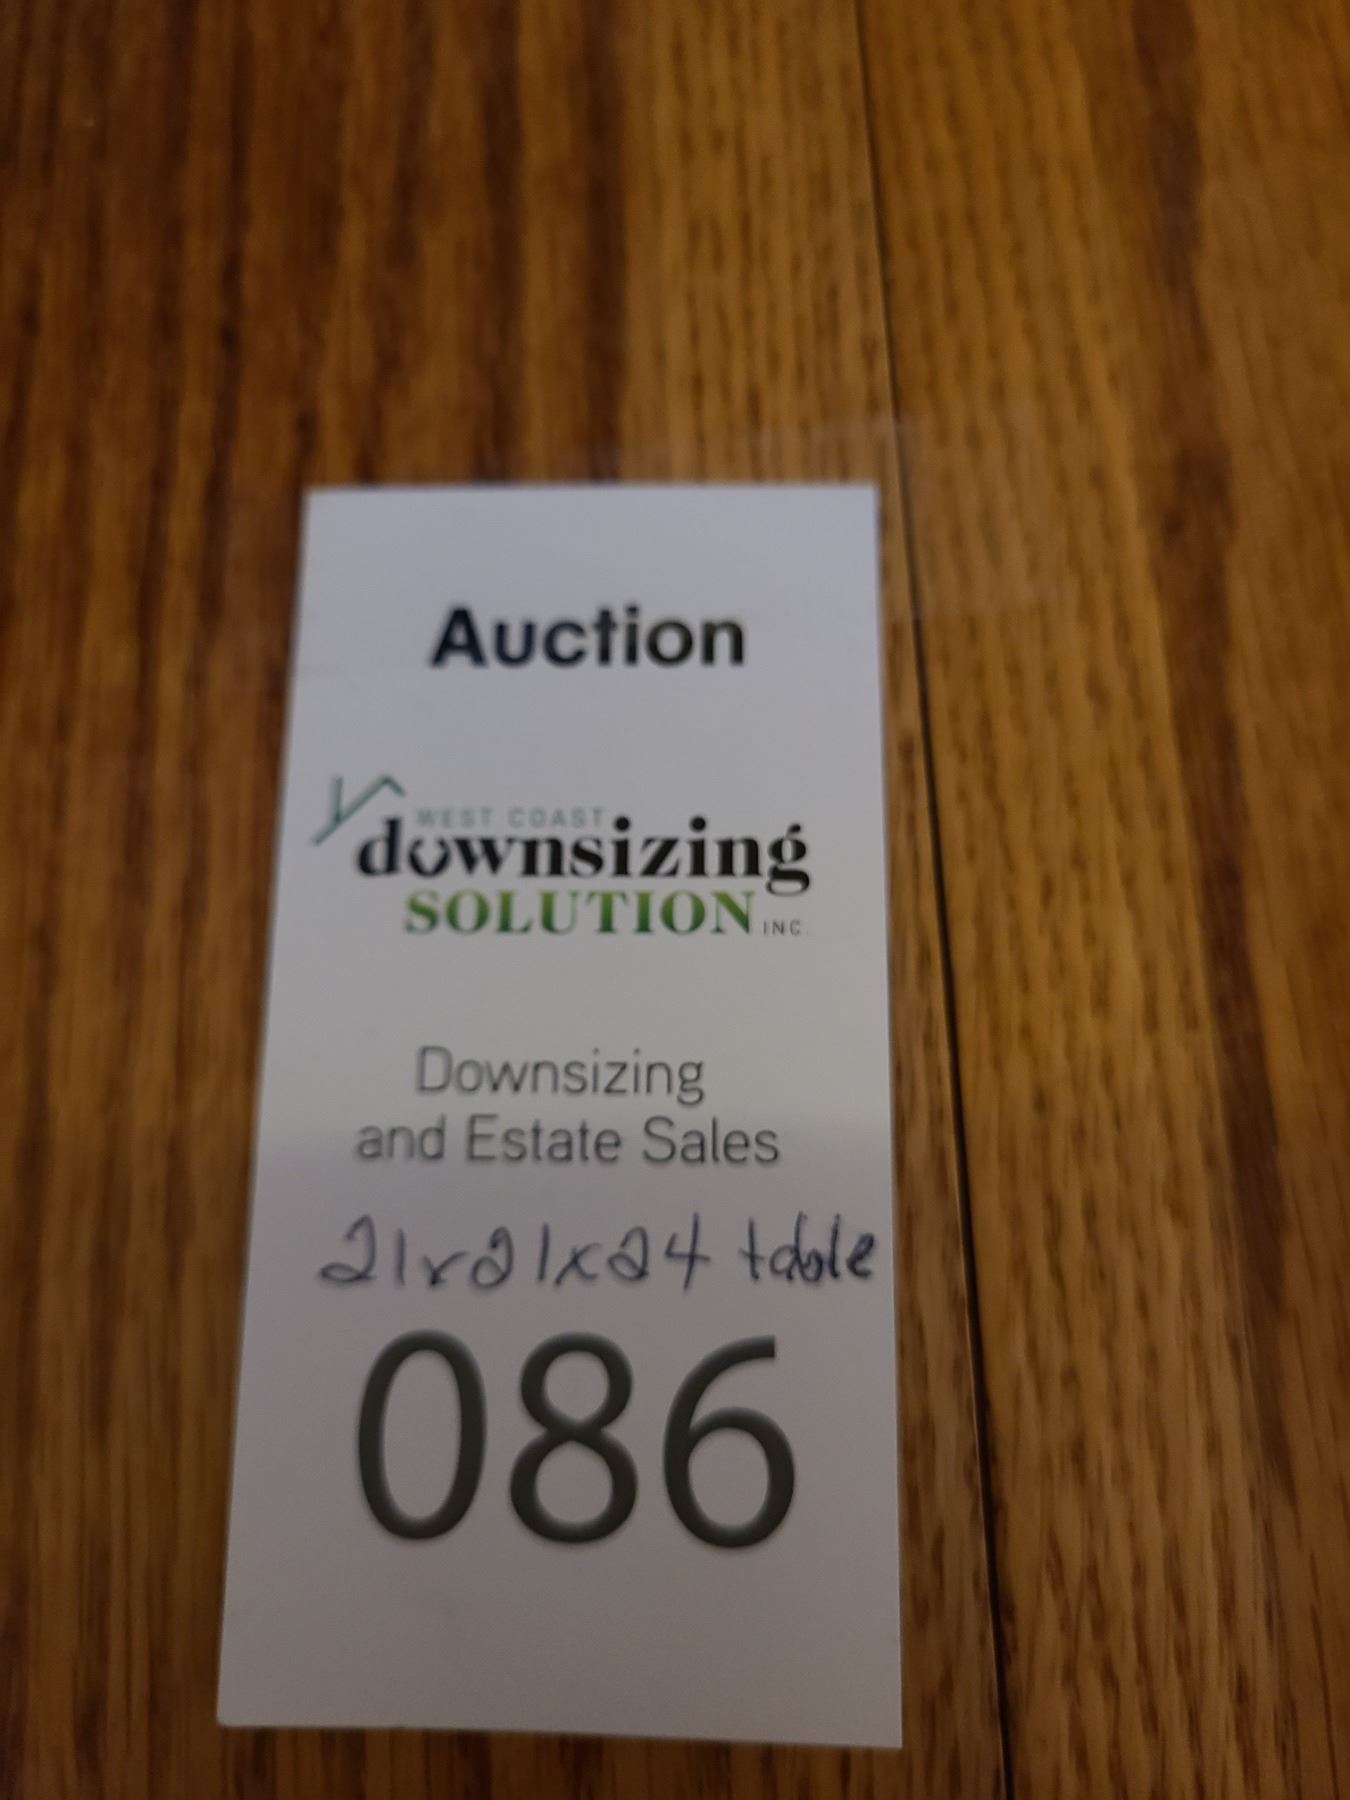 Auction
WEST COAST
downsizing
SOLUTION INC.
Downsizing
and Estate Sales
21x21x24 table
086